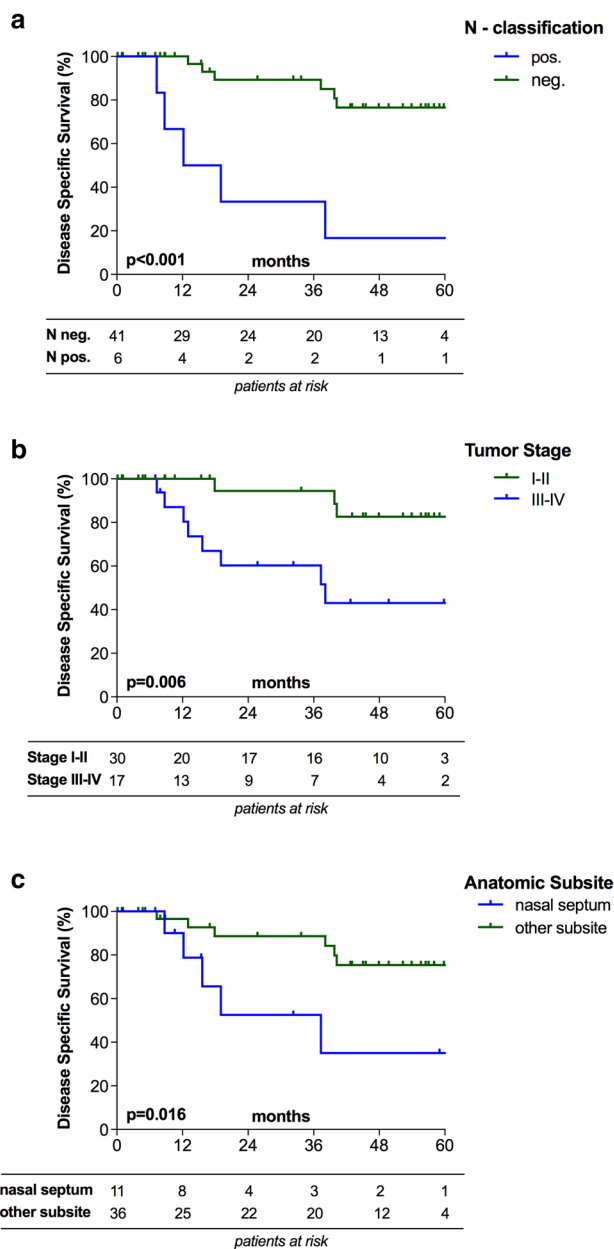 a
N - classification
pos.
neg.
Disease Specific Survival (%)
100
80
60
40
20
0
p<0.001 months
0 12 24 36 48 60
N neg. 41 29 24 20 13 4
N pos. 6 4 2 2 1 1
patients at risk
b
Tumor Stage
I-II
III-IV
Disease Specific Survival (%)
100
80
60
40
20
0
p=0.006 months
0 12 24 36 48 60
Stage I-II 30 20 17 16 10 3
Stage III-IV 17 13 9 7 4 2
patients at risk
c
Anatomic Subsite
nasal septum
other subsite
Disease Specific Survival (%)
100
80
60
40
20
0
p=0.016 months
0 12 24 36 48 60
nasal septum 11 8 4 3 2 1
other subsite 36 25 22 20 12 4
patients at risk